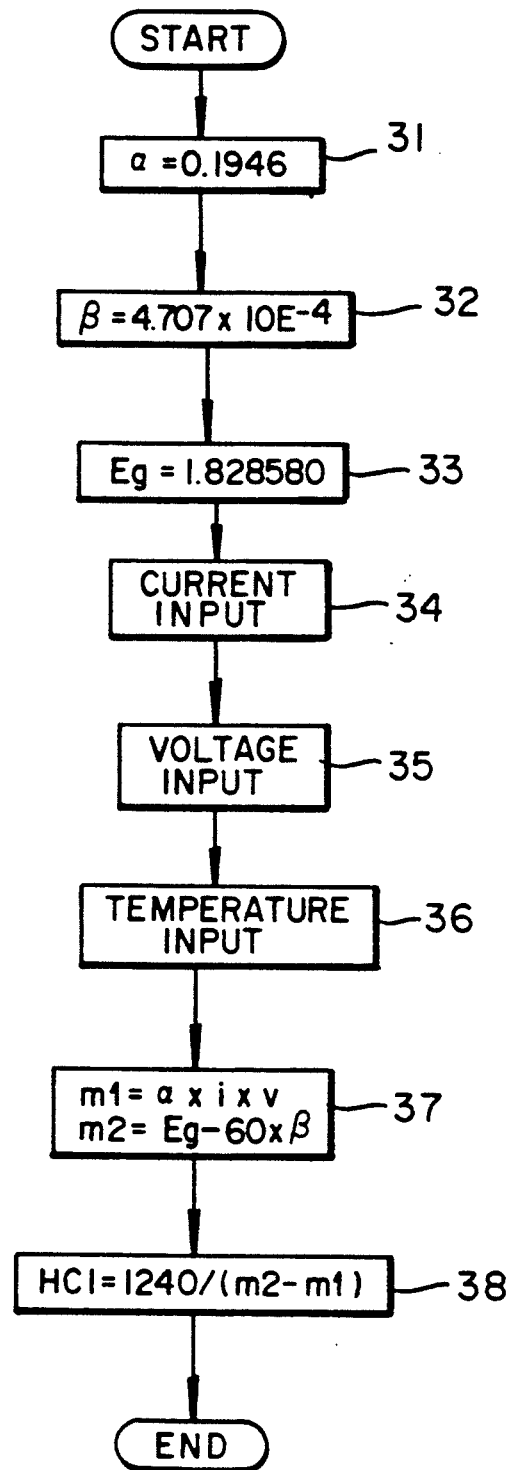 START
α = 0.1946
31
β = 4.707 x 10E-4
32
Eg = 1.828580
33
CURRENT
INPUT
34
VOLTAGE
INPUT
35
TEMPERATURE
INPUT
36
m1 = α x i x v
m2 = Eg-60xβ
37
HCl=1240/(m2-m1)
38
END